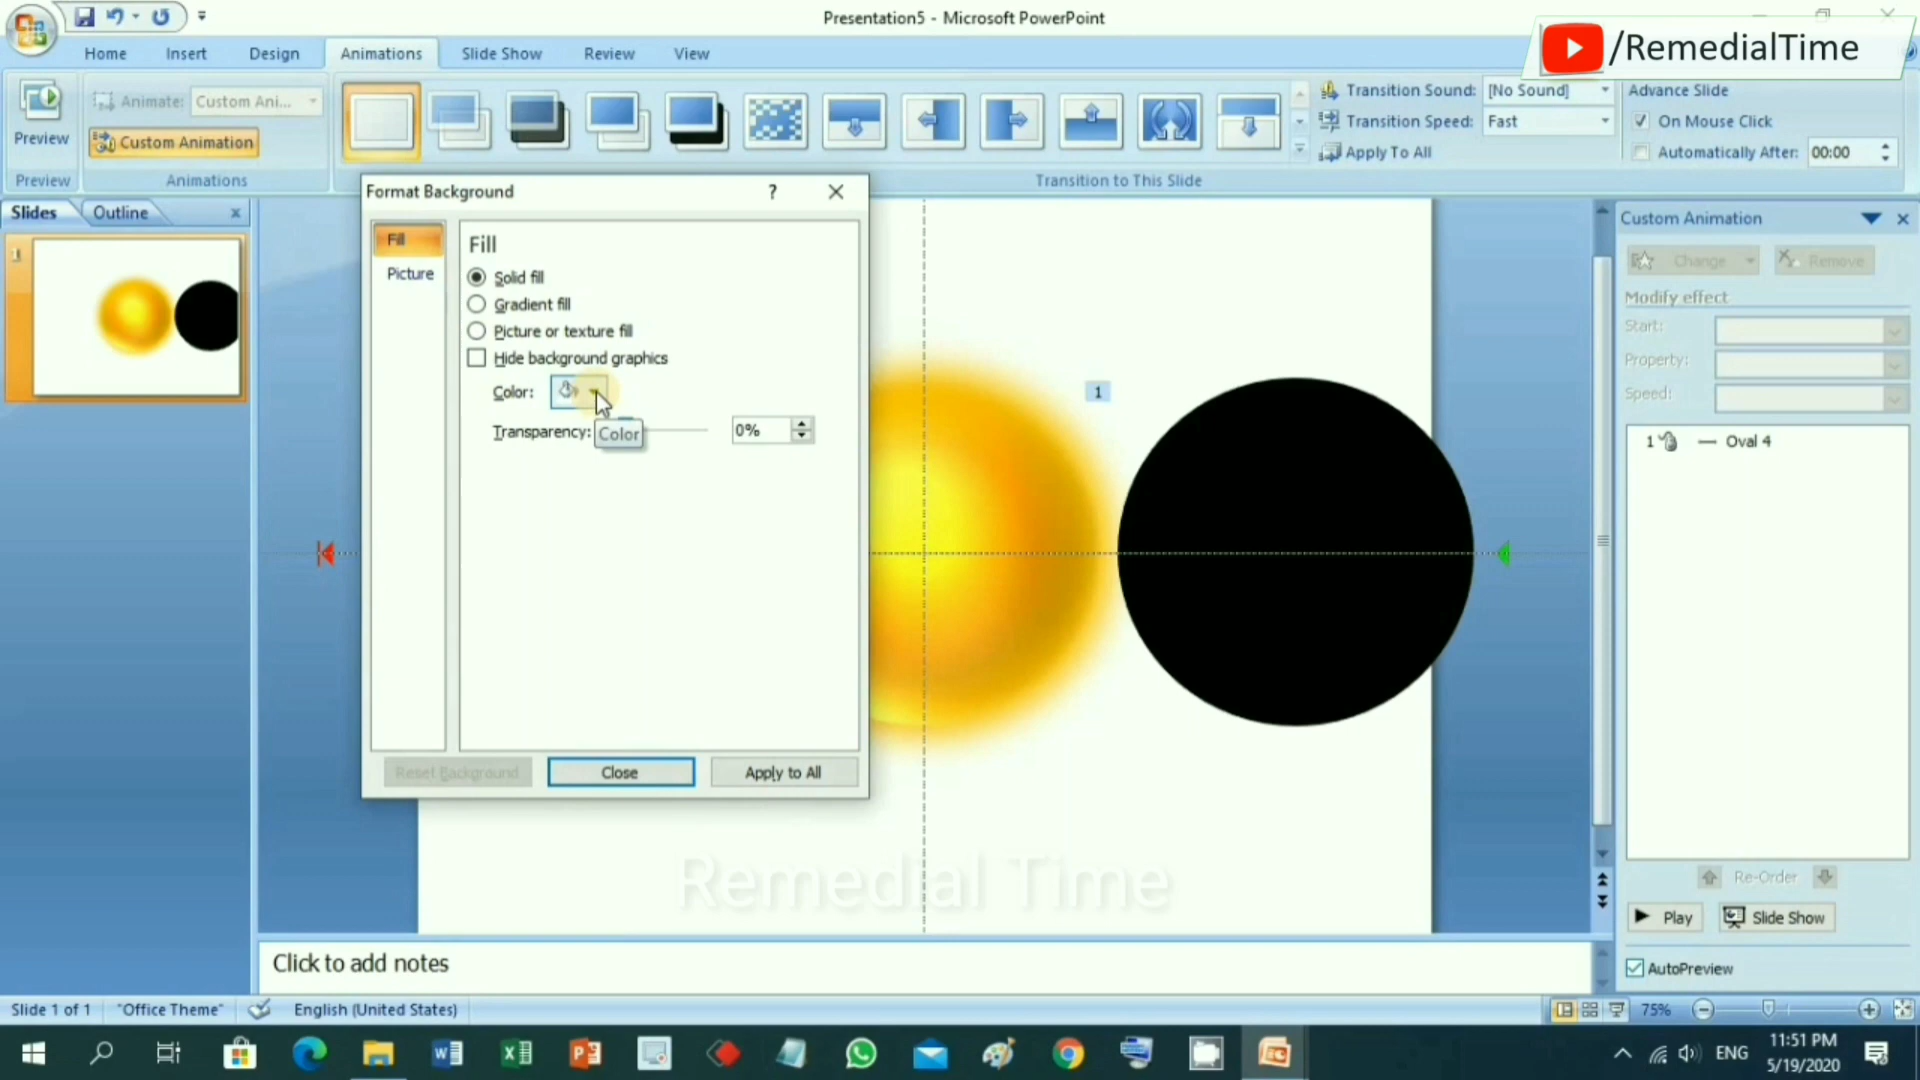 Presentation5 - Microsoft PowerPoint
/RemedialTime
Home
Insert
Design
Animations
Slide Show
Review
View
Preview
Animate:
Custom Ani...
Custom Animation
Transition Sound:
[No Sound]
Transition Speed:
Fast
Apply To All
Advance Slide
On Mouse Click
Automatically After:
00:00
Preview
Animations
Transition to This Slide
Slides
Outline
1
Format Background
?
Fill
Picture
Fill
Solid fill
Gradient fill
Picture or texture fill
Hide background graphics
Color:
Transparency:
Color
0%
Reset Background
Close
Apply to All
1
Custom Animation
Change
Remove
Modify effect
Start:
Property:
Speed:
1
Oval 4
Re-Order
Play
Slide Show
AutoPreview
Remedial Time
Click to add notes
Slide 1 of 1
"Office Theme"
English (United States)
75%
ENG
11:51 PM
5/19/2020